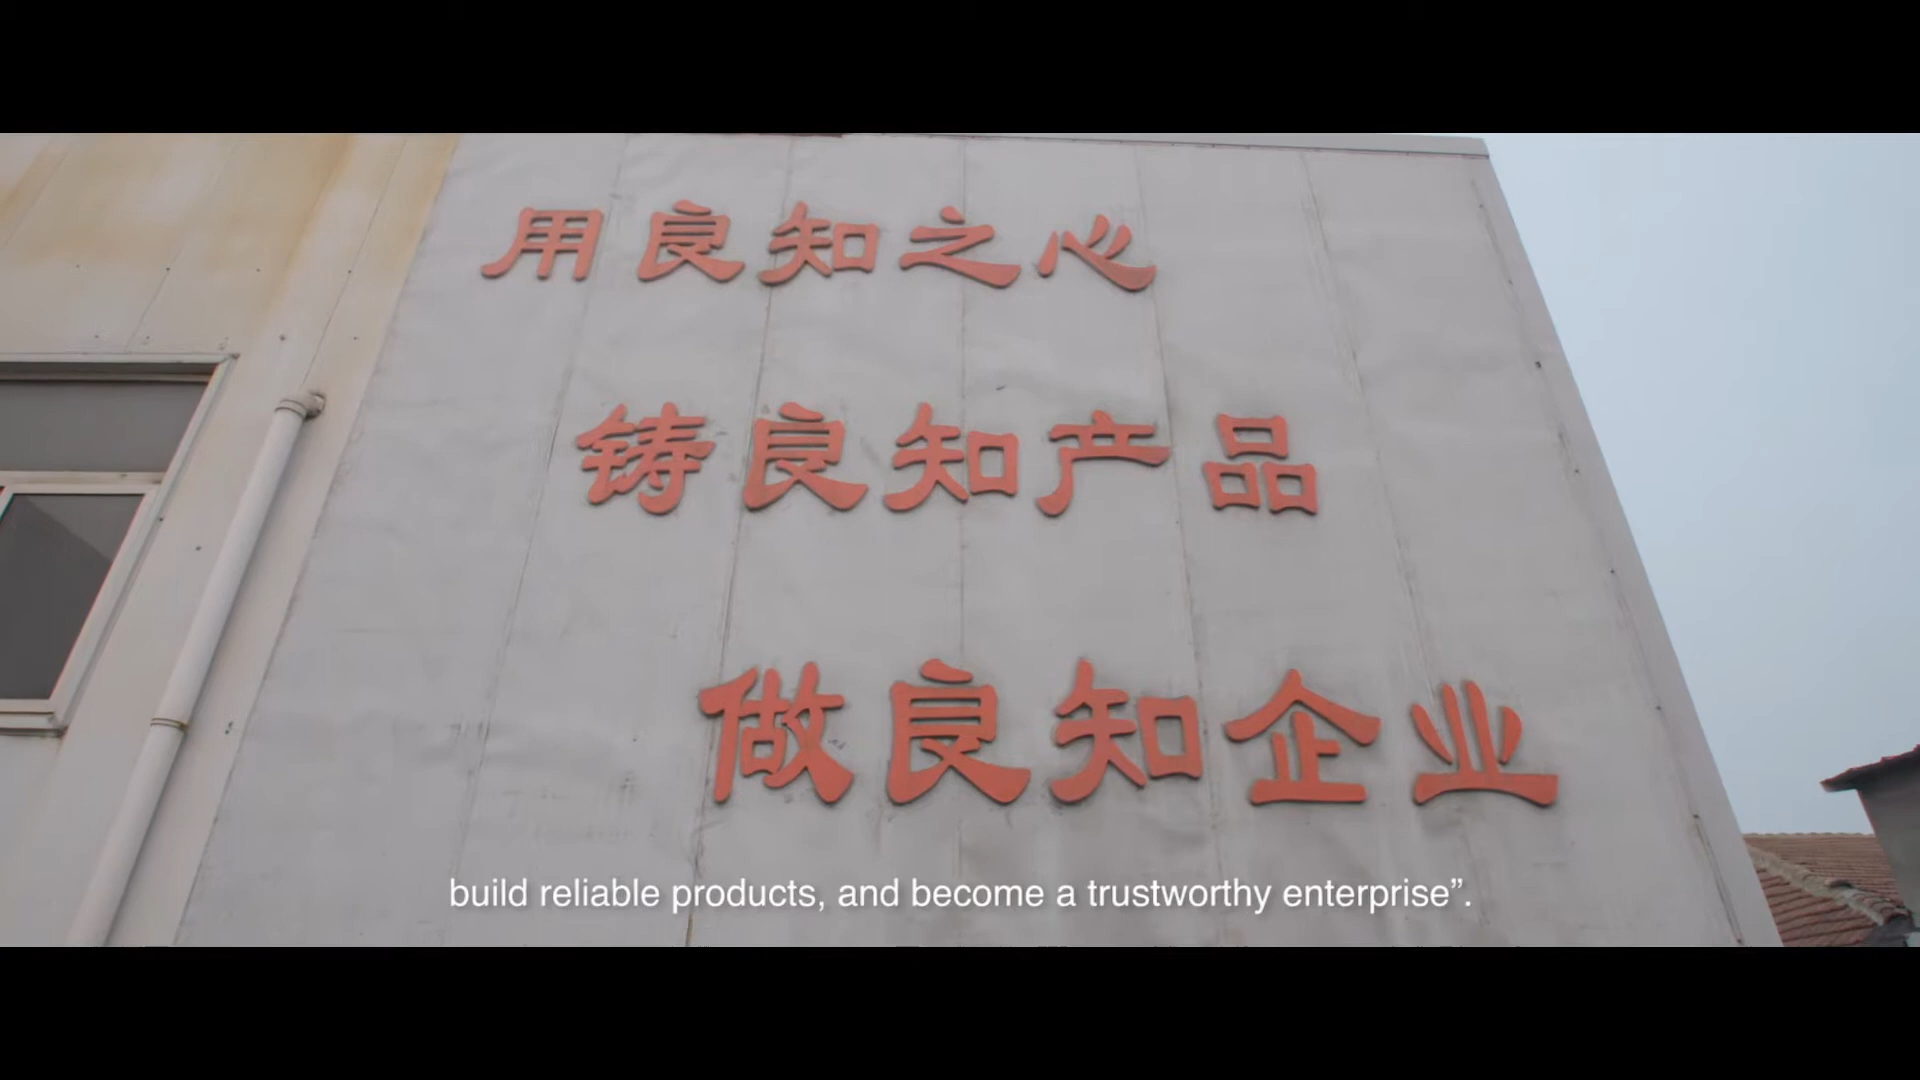 用良知之心
铸良知产品
做良知企业
build reliable products, and become a trustworthy enterprise”.